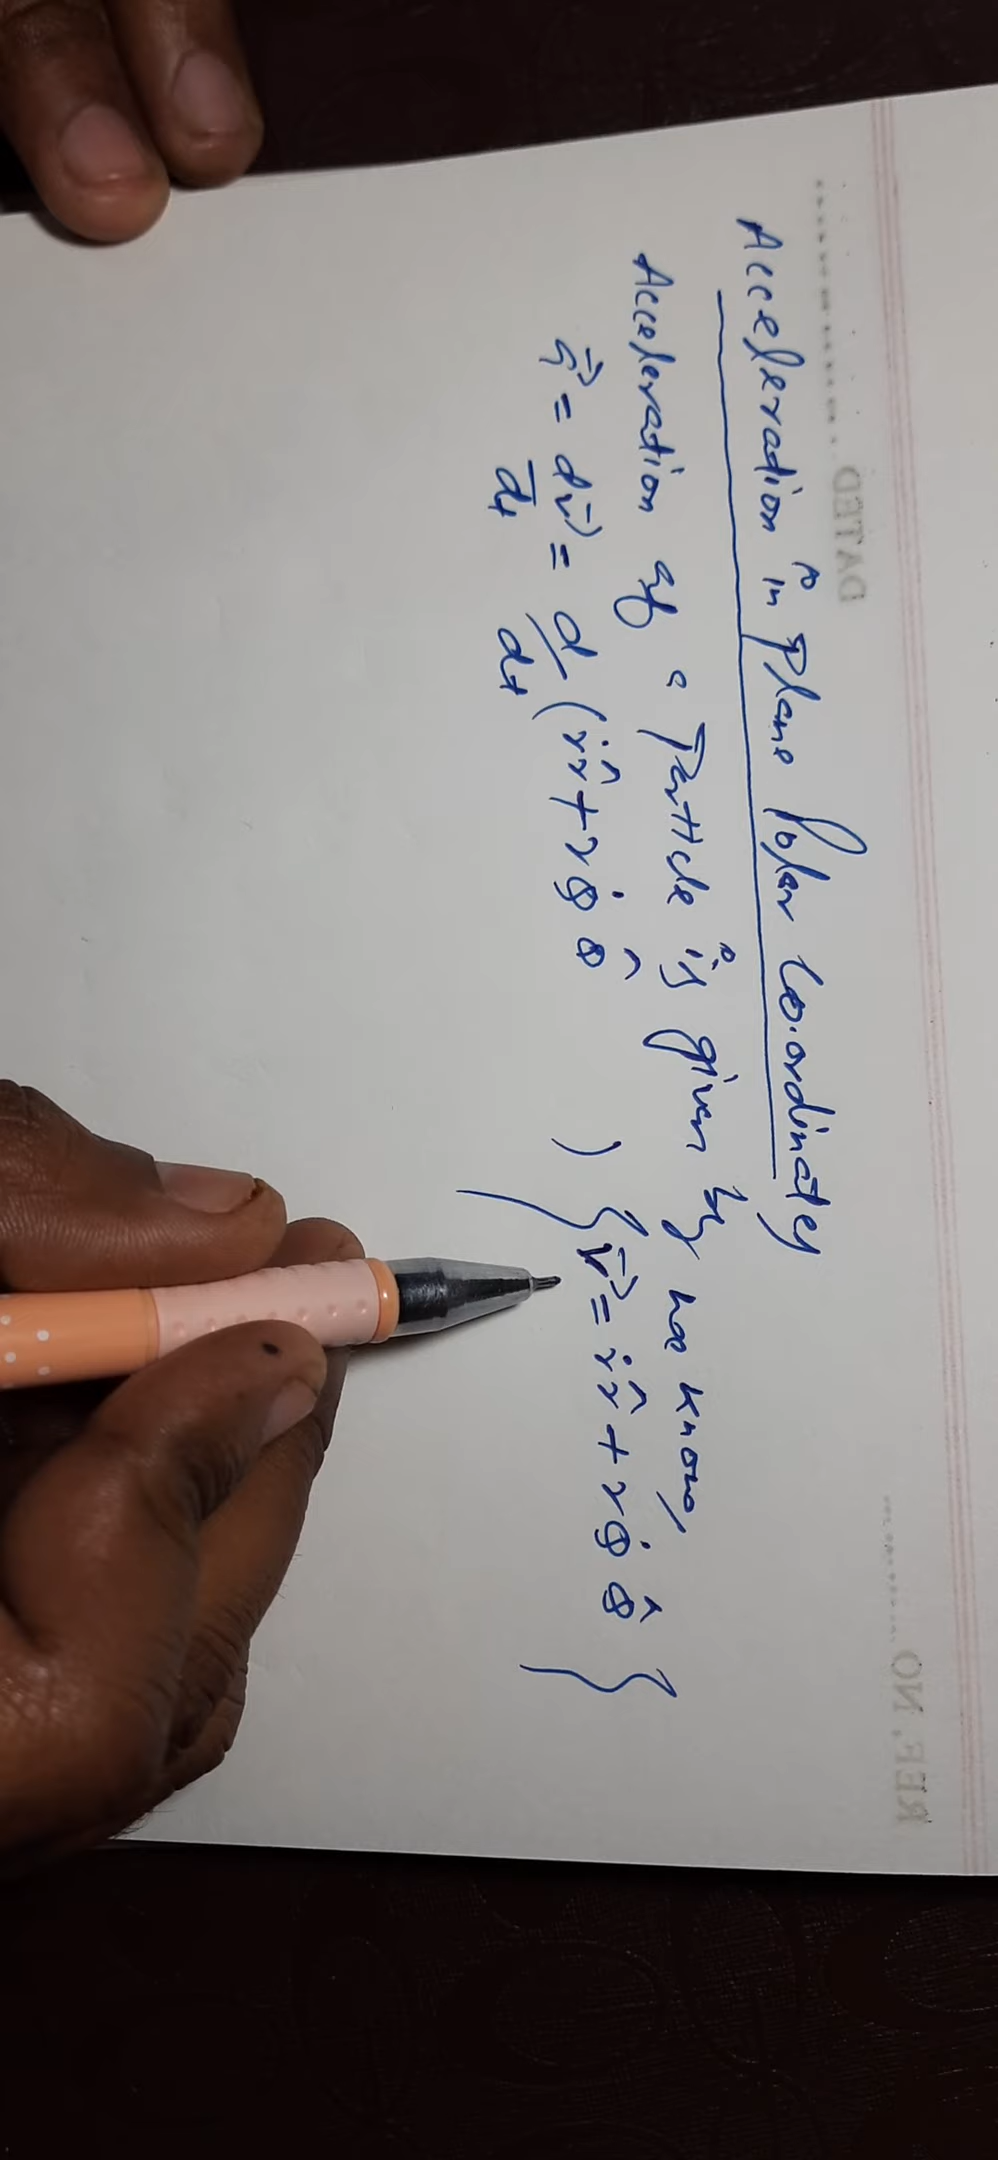 DATED
REF. NO
Acceleration in Plane Polar Co.ordinates
Acceleration of a Particle is given by we know,
a⃗ = dv⃗/dt = d/dt (ṙr̂ + rθ̇ θ̂ ) {v⃗ = ṙr̂ + rθ̇ θ̂ }